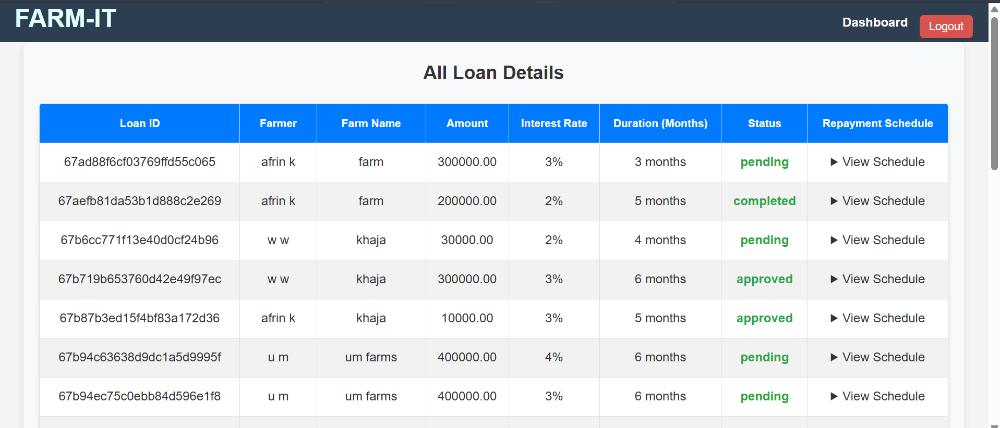 FARM-IT
Dashboard Logout
All Loan Details
Loan ID Farmer Farm Name Amount Interest Rate Duration (Months) Status Repayment Schedule
67ad88f6cf03769ffd55c065 afrin k farm 300000.00 3% 3 months pending ▶ View Schedule
67aefb81da53b1d888c2e269 afrin k farm 200000.00 2% 5 months completed ▶ View Schedule
67b6cc771f13e40d0cf24b96 w w khaja 30000.00 2% 4 months pending ▶ View Schedule
67b719b653760d42e49f97ec w w khaja 300000.00 3% 6 months approved ▶ View Schedule
67b87b3ed15f4bf83a172d36 afrin k khaja 10000.00 3% 5 months approved ▶ View Schedule
67b94c63638d9dc1a5d9995f u m um farms 400000.00 4% 6 months pending ▶ View Schedule
67b94ec75c0ebb84d596e1f8 u m um farms 400000.00 3% 6 months pending ▶ View Schedule